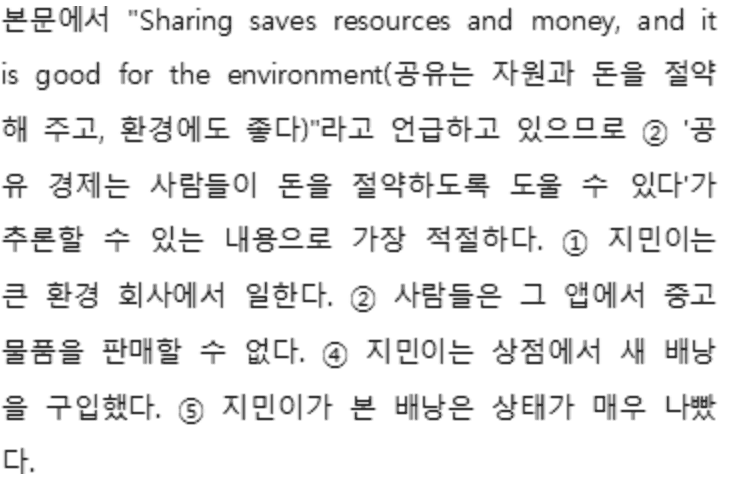 본문에서 "Sharing saves resources and money, and it
is good for the environment(공유는 자원과 돈을 절약
해 주고, 환경에도 좋다)"라고 언급하고 있으므로 ② '공
유 경제는 사람들이 돈을 절약하도록 도울 수 있다'가
추론할 수 있는 내용으로 가장 적절하다. ① 지민이는
큰 환경 회사에서 일한다. ② 사람들은 그 앱에서 중고
물품을 판매할 수 없다. ④ 지민이는 상점에서 새 배낭
을 구입했다. ⑤ 지민이가 본 배낭은 상태가 매우 나빴
다.